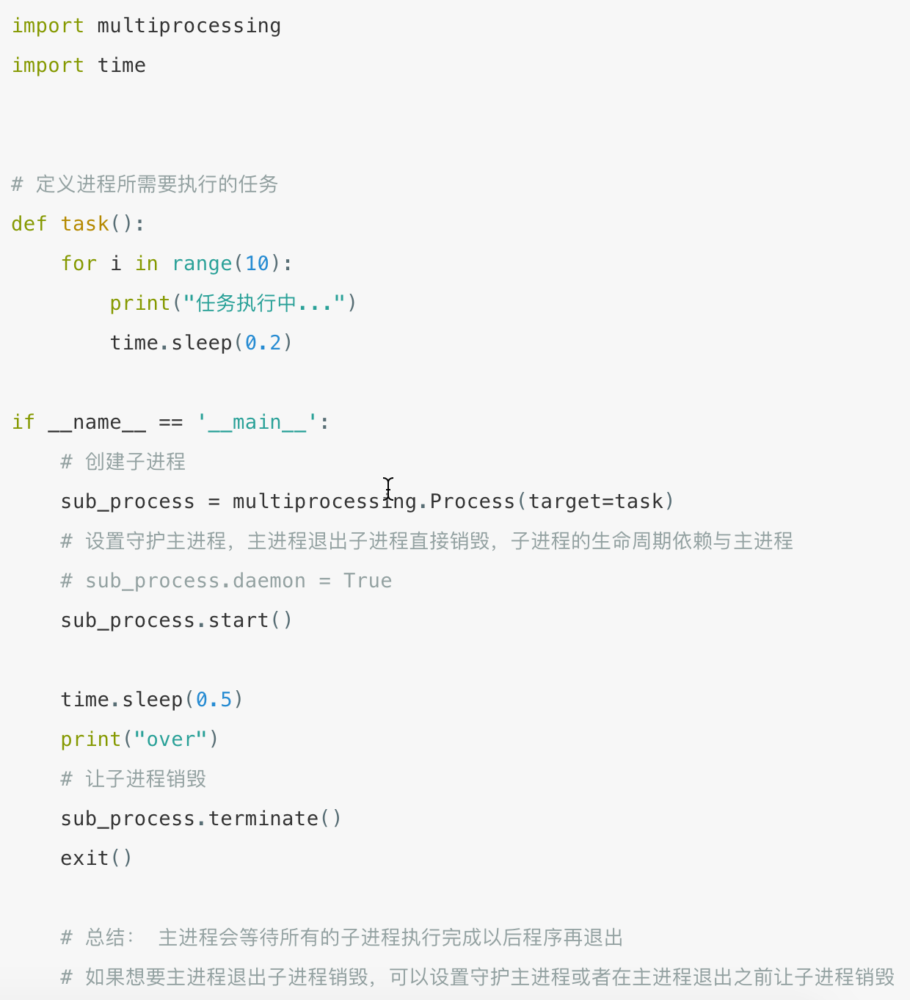 import multiprocessing
import time
# 定义进程所需要执行的任务
def task():
    for i in range(10):
        print("任务执行中...")
        time.sleep(0.2)
if __name__ == '__main__':
    # 创建子进程
    sub_process = multiprocessing.Process(target=task)
    # 设置守护主进程，主进程退出子进程直接销毁，子进程的生命周期依赖与主进程
    # sub_process.daemon = True
    sub_process.start()
    time.sleep(0.5)
    print("over")
    # 让子进程销毁
    sub_process.terminate()
    exit()
    # 总结： 主进程会等待所有的子进程执行完成以后程序再退出
    # 如果想要主进程退出子进程销毁，可以设置守护主进程或者在主进程退出之前让子进程销毁